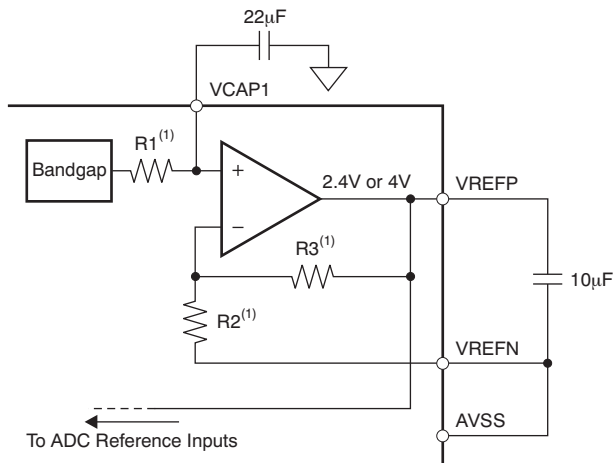 22μF
VCAP1
R1(1)
Bandgap
+
2.4V or 4V
VREFP
−
R3(1)
10μF
R2(1)
VREFN
AVSS
To ADC Reference Inputs